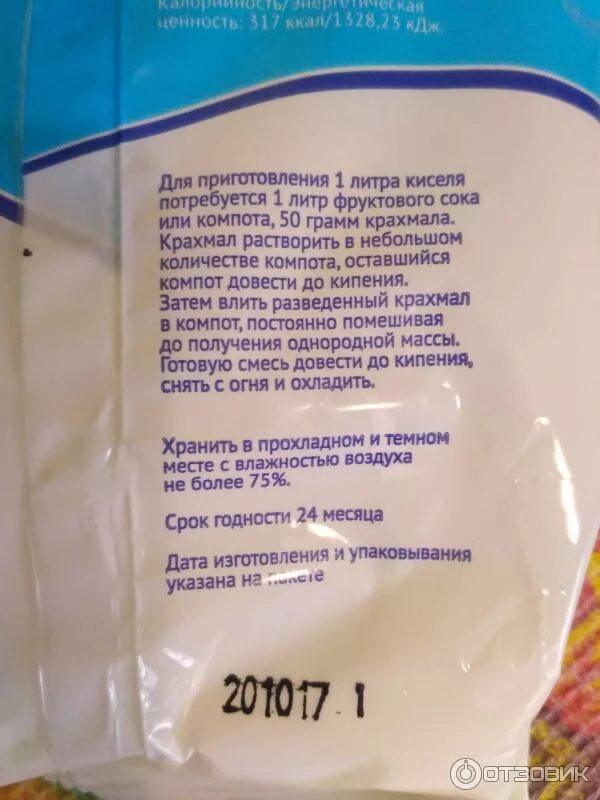 Калорийность/Энергетическая
ценность: 317 ккал/1328,23 кДж.
Для приготовления 1 литра киселя
потребуется 1 литр фруктового сока
или компота, 50 грамм крахмала.
Крахмал растворить в небольшом
количестве компота, оставшийся
компот довести до кипения.
Затем влить разведенный крахмал
в компот, постоянно помешивая
до получения однородной массы.
Готовую смесь довести до кипения,
снять с огня и охладить.
Хранить в прохладном и темном
месте с влажностью воздуха
не более 75%.
Срок годности 24 месяца
Дата изготовления и упаковывания
указана на пакете
201017 1
ОТЗОВИК